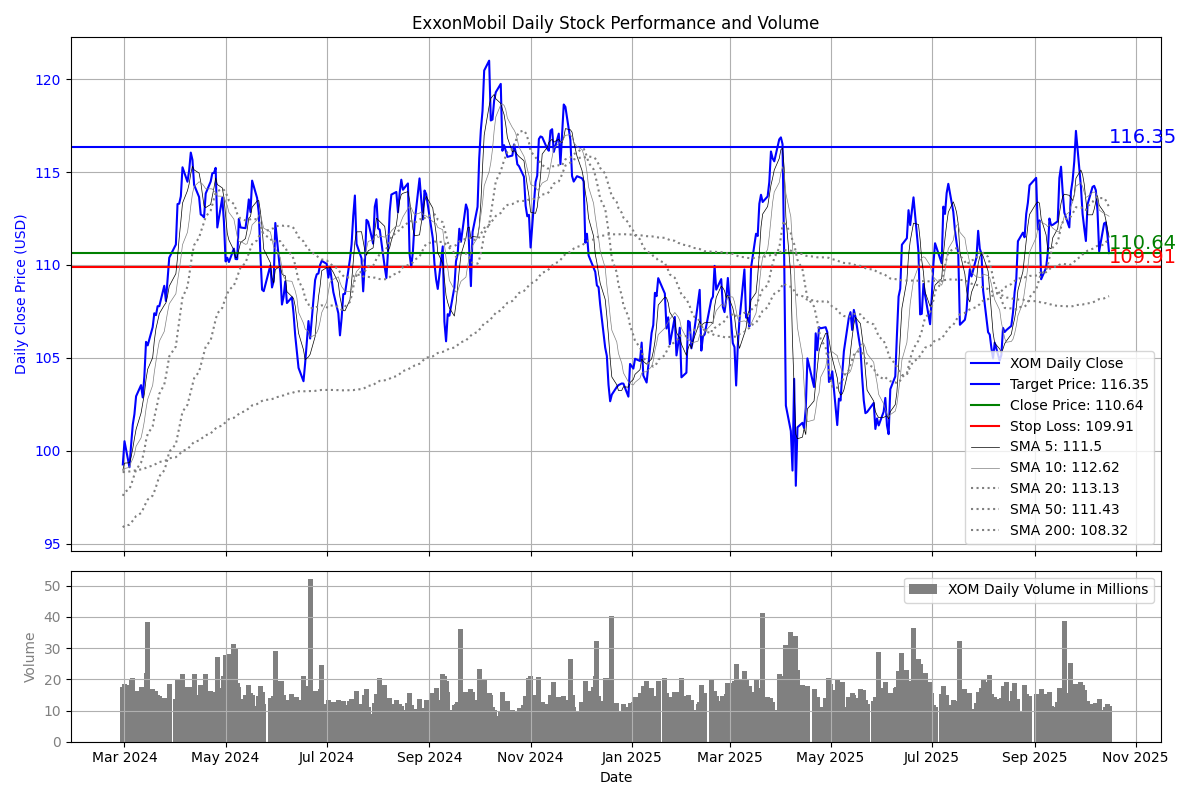 ExxonMobil Daily Stock Performance and Volume
Daily Close Price (USD)
120
115
110
105
100
95
116.35
110.64
109.91
XOM Daily Close
Target Price: 116.35
Close Price: 110.64
Stop Loss: 109.91
SMA 5: 111.5
SMA 10: 112.62
SMA 20: 113.13
SMA 50: 111.43
SMA 200: 108.32
Volume
50
40
30
20
10
0
XOM Daily Volume in Millions
Mar 2024 May 2024 Jul 2024 Sep 2024 Nov 2024 Jan 2025 Mar 2025 May 2025 Jul 2025 Sep 2025 Nov 2025
Date